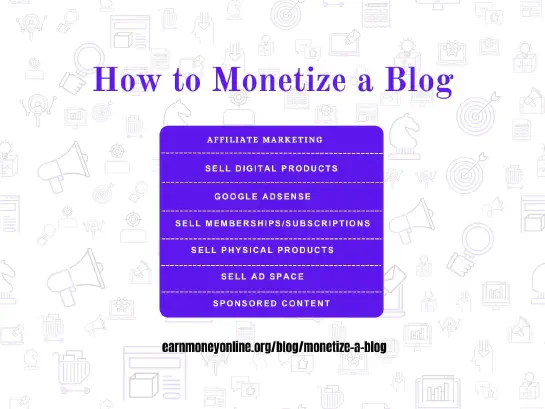 How to Monetize a Blog
AFFILIATE MARKETING
SELL DIGITAL PRODUCTS
GOOGLE ADSENSE
SELL MEMBERSHIPS/SUBSCRIPTIONS
SELL PHYSICAL PRODUCTS
SELL AD SPACE
SPONSORED CONTENT
earnmoneyonline.org/blog/monetize-a-blog